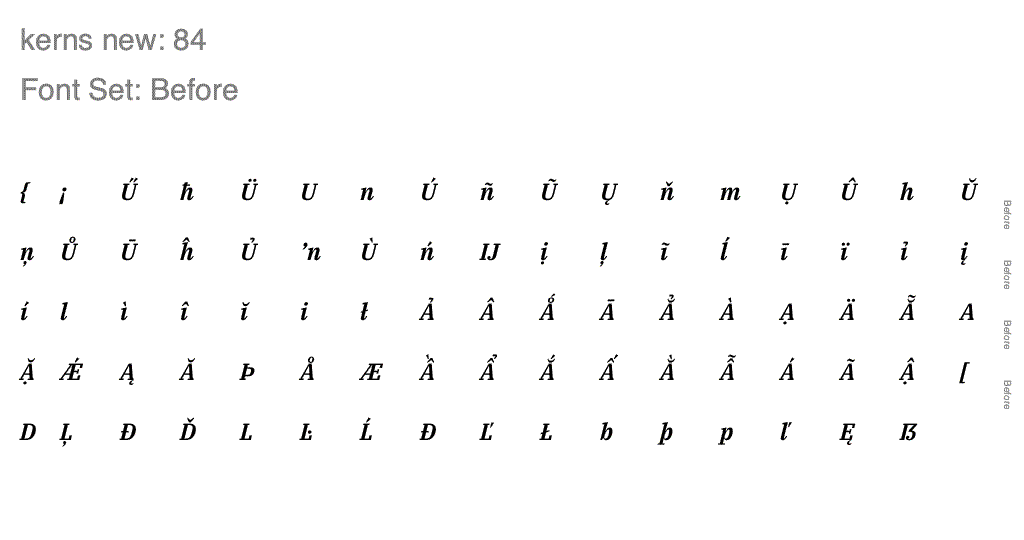 kerns new: 84
Font Set: Before
{ ¡ Ű ħ Ü U n Ú ñ Ũ Ų ň m Ụ Û h Ŭ
ņ Ů Ū ĥ Ủ ŉ Ù ń IJ ị ļ ĩ ĺ ī ï ỉ į
í l ì î ĭ i ł Ả Â Ǻ Ā Ẳ À Ạ Ä Ẵ A
Ặ Ǽ Ą Ă Þ Å Æ Ầ Ẩ Ắ Ấ Ằ Ẫ Á Ã Ậ [
D Ļ Đ Ď L Ŀ Ĺ Ð Ľ Ł b þ p ľ Ę ẞ
Before
Before
Before
Before